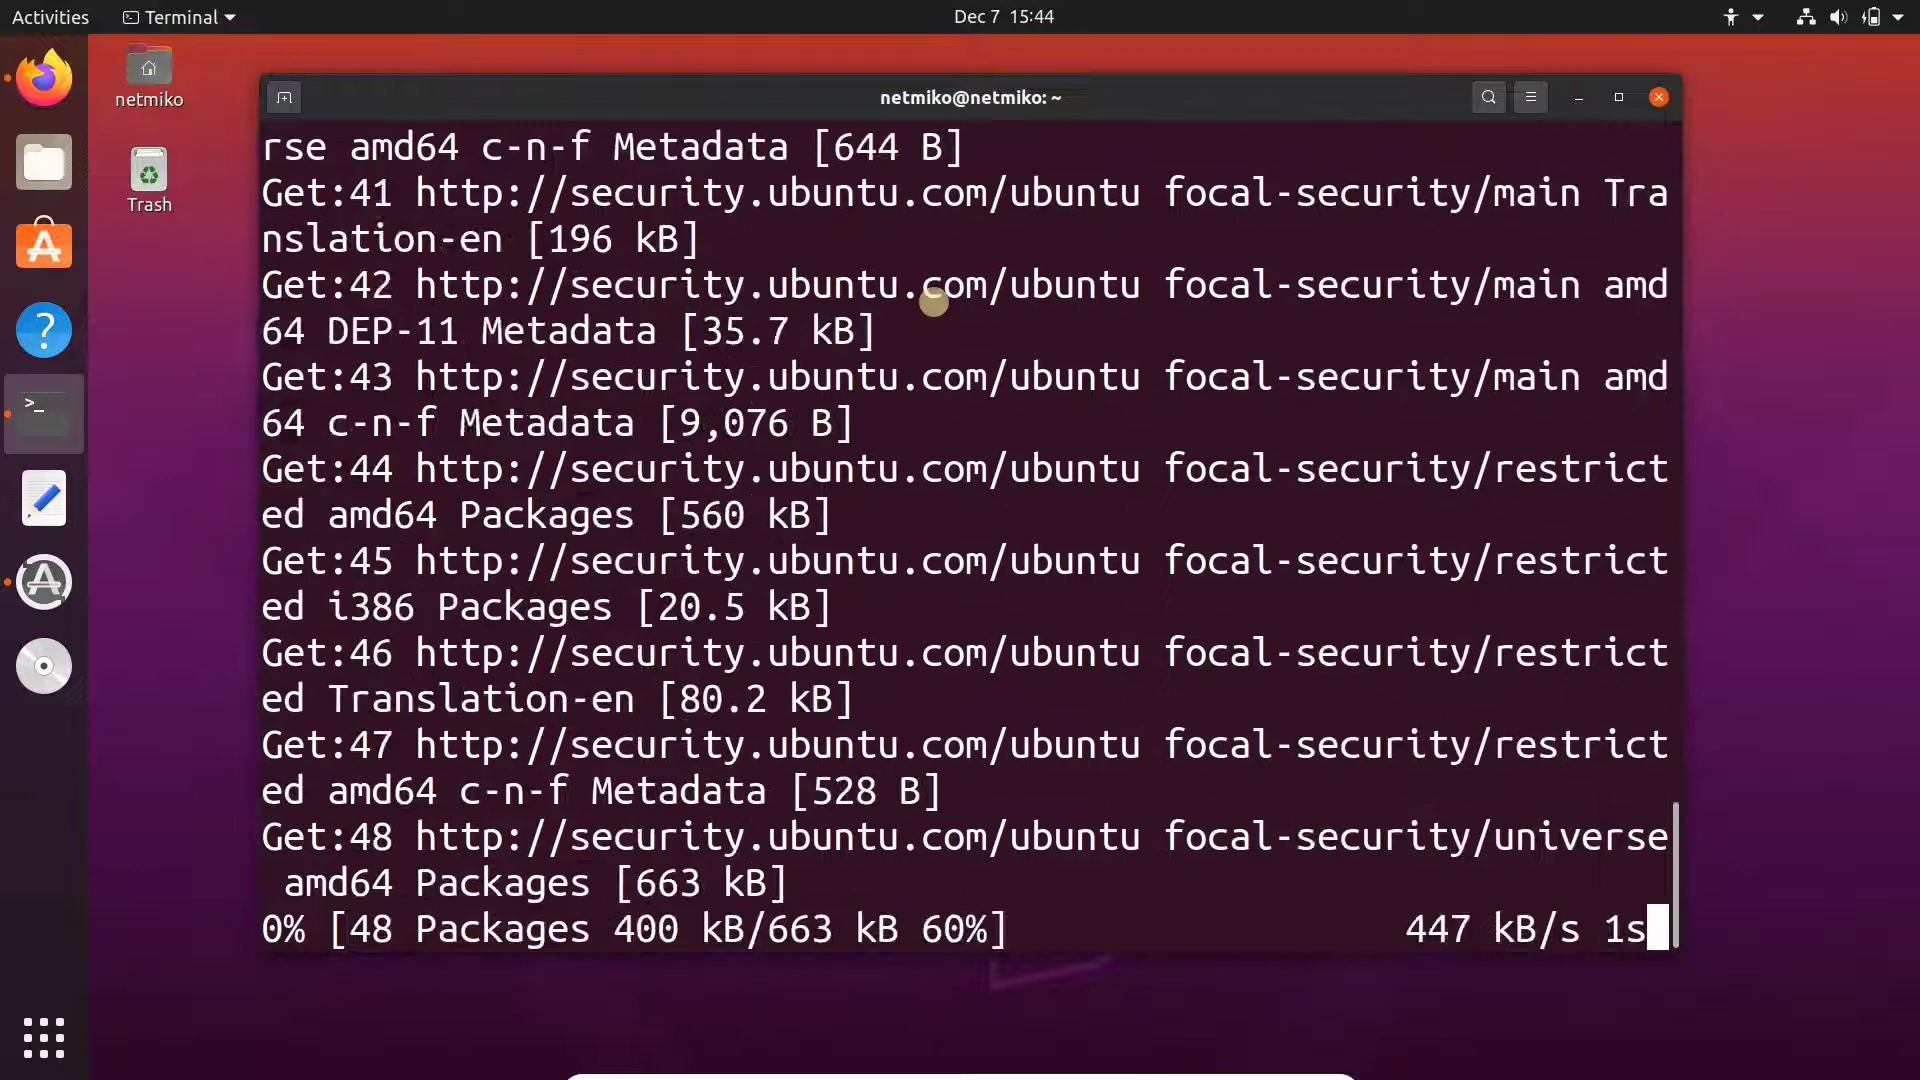 Activities Terminal Dec 7 15:44
netmiko
Trash
netmiko@netmiko: ~
rse amd64 c-n-f Metadata [644 B]
Get:41 http://security.ubuntu.com/ubuntu focal-security/main Tra
nslation-en [196 kB]
Get:42 http://security.ubuntu.com/ubuntu focal-security/main amd
64 DEP-11 Metadata [35.7 kB]
Get:43 http://security.ubuntu.com/ubuntu focal-security/main amd
64 c-n-f Metadata [9,076 B]
Get:44 http://security.ubuntu.com/ubuntu focal-security/restrict
ed amd64 Packages [560 kB]
Get:45 http://security.ubuntu.com/ubuntu focal-security/restrict
ed i386 Packages [20.5 kB]
Get:46 http://security.ubuntu.com/ubuntu focal-security/restrict
ed Translation-en [80.2 kB]
Get:47 http://security.ubuntu.com/ubuntu focal-security/restrict
ed amd64 c-n-f Metadata [528 B]
Get:48 http://security.ubuntu.com/ubuntu focal-security/universe
 amd64 Packages [663 kB]
0% [48 Packages 400 kB/663 kB 60%] 447 kB/s 1s